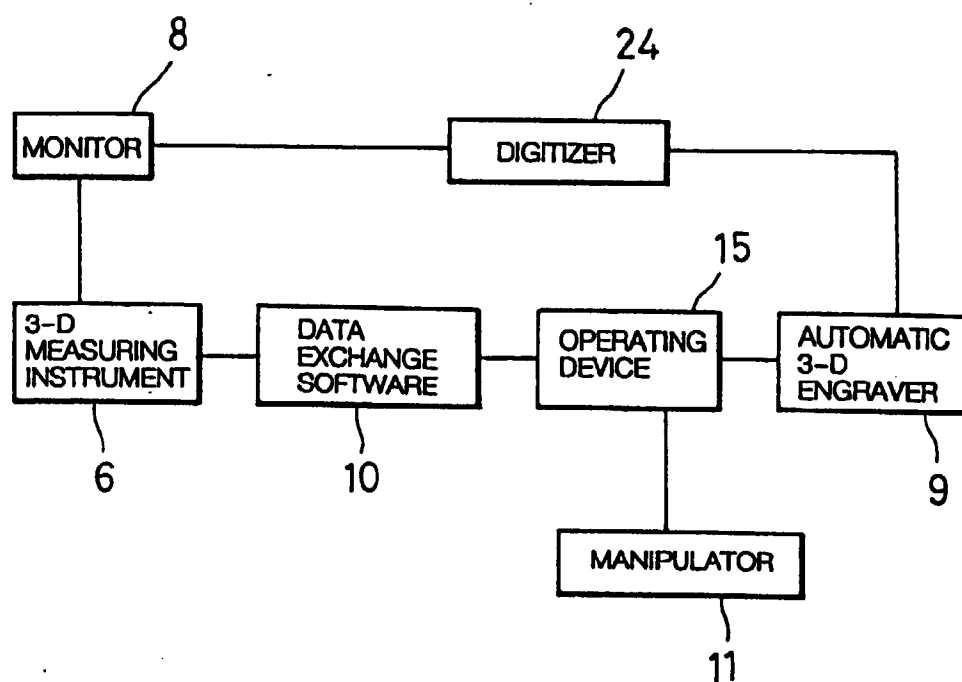 8
24
MONITOR
DIGITIZER
15
3-D
MEASURING
INSTRUMENT
DATA
EXCHANGE
SOFTWARE
OPERATING
DEVICE
AUTOMATIC
3-D
ENGRAVER
6
10
9
MANIPULATOR
11